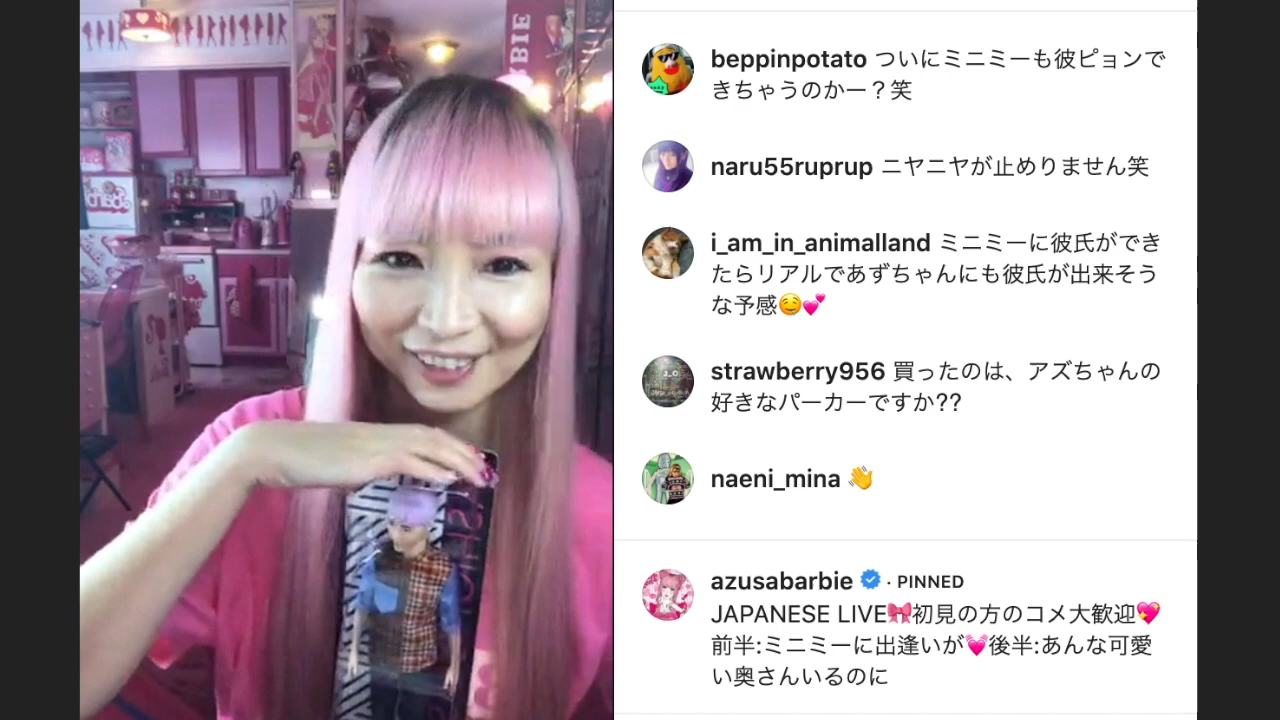 BIE
beppinpotato ついにミニミーも彼ピョンで
きちゃうのかー？笑
naru55ruprup ニヤニヤが止めりません笑
i_am_in_animalland ミニミーに彼氏ができ
たらリアルであずちゃんにも彼氏が出来そう
な予感🤤💕
strawberry956 買ったのは、アズちゃんの
好きなパーカーですか??
naeni_mina 👋
azusabarbie · PINNED
JAPANESE LIVE🎀初見の方のコメ大歓迎💖
前半:ミニミーに出逢いが💓後半:あんな可愛
い奥さんいるのに